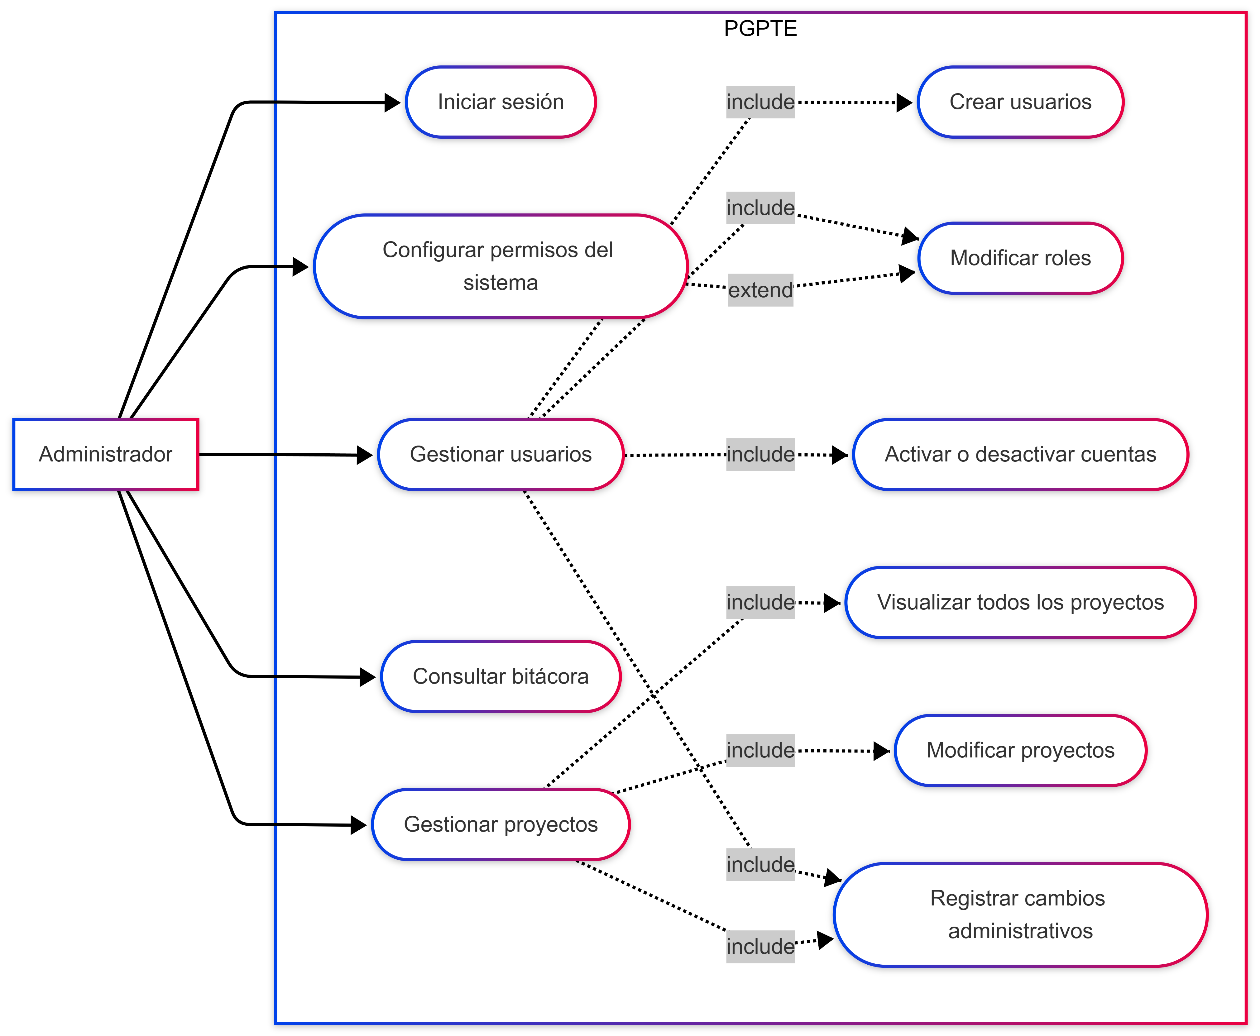 PGPTE
Iniciar sesión
include
Crear usuarios
include
Configurar permisos del
sistema
Modificar roles
extend
Administrador
Gestionar usuarios
include
Activar o desactivar cuentas
include
Visualizar todos los proyectos
Consultar bitácora
include
Modificar proyectos
Gestionar proyectos
include
Registrar cambios
administrativos
include